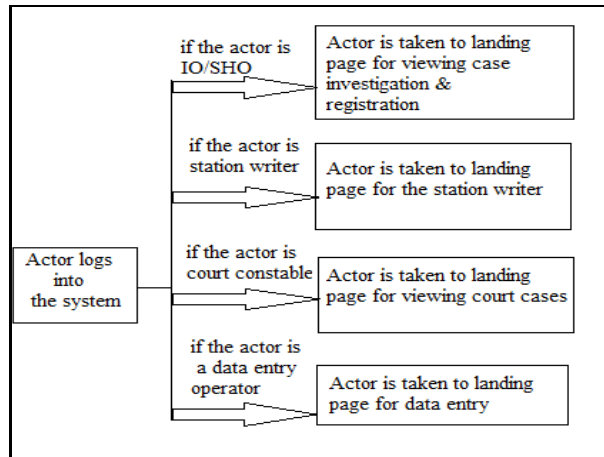 if the actor is
IO/SHO
Actor is taken to landing
page for viewing case
investigation &
registration
if the actor is
station writer
Actor is taken to landing
page for the station writer
Actor logs
into
the system
if the actor is
court constable
Actor is taken to landing
page for viewing court cases
if the actor is
a data entry
operator
Actor is taken to landing
page for data entry